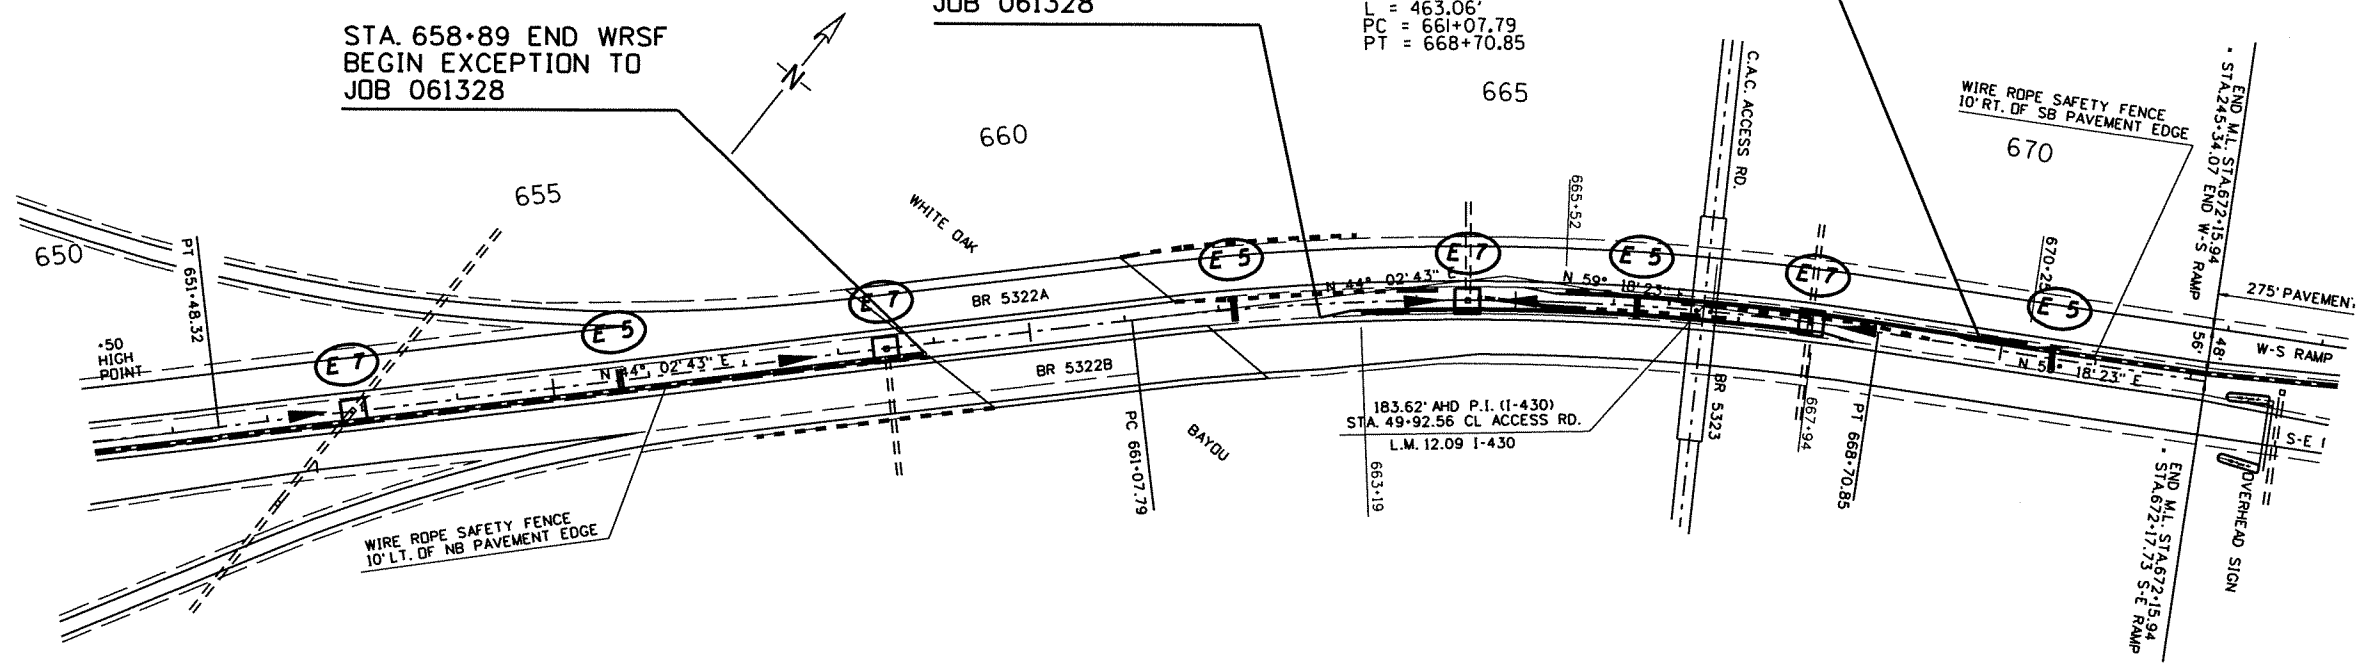 JOB 061328
STA. 658+89 END WRSF
BEGIN EXCEPTION TO
JOB 061328
N
L = 463.06'
PC = 661+07.79
PT = 668+70.85
650
655
660
665
670
WHITE OAK
BAYOU
C.A.C. ACCESS RD.
WIRE ROPE SAFETY FENCE
10' RT. OF SB PAVEMENT EDGE
END M.L. STA.672+15.94
STA.245+34.07 END W-S RAMP
PT 651+48.32
+50
HIGH
POINT
E 7
E 5
E 7
E 5
E 7
E 5
E 7
E 5
665+52
670+25
BR 5322A
BR 5322B
N 44° 02'43" E
N 44° 02'43" E
N 59° 18'23" E
18'23" E
275' PAVEMEN
48'
56'
W-S RAMP
S-E
PC 661+07.79
663+19
183.62' AHD P.I. (I-430)
STA. 49+92.56 CL ACCESS RD.
L.M. 12.09 I-430
BR 5323
667+94
PT 668+70.85
WIRE ROPE SAFETY FENCE
10' LT. OF NB PAVEMENT EDGE
END M.L. STA.672+15.94
STA.672+17.73 S-E RAMP
OVERHEAD SIGN